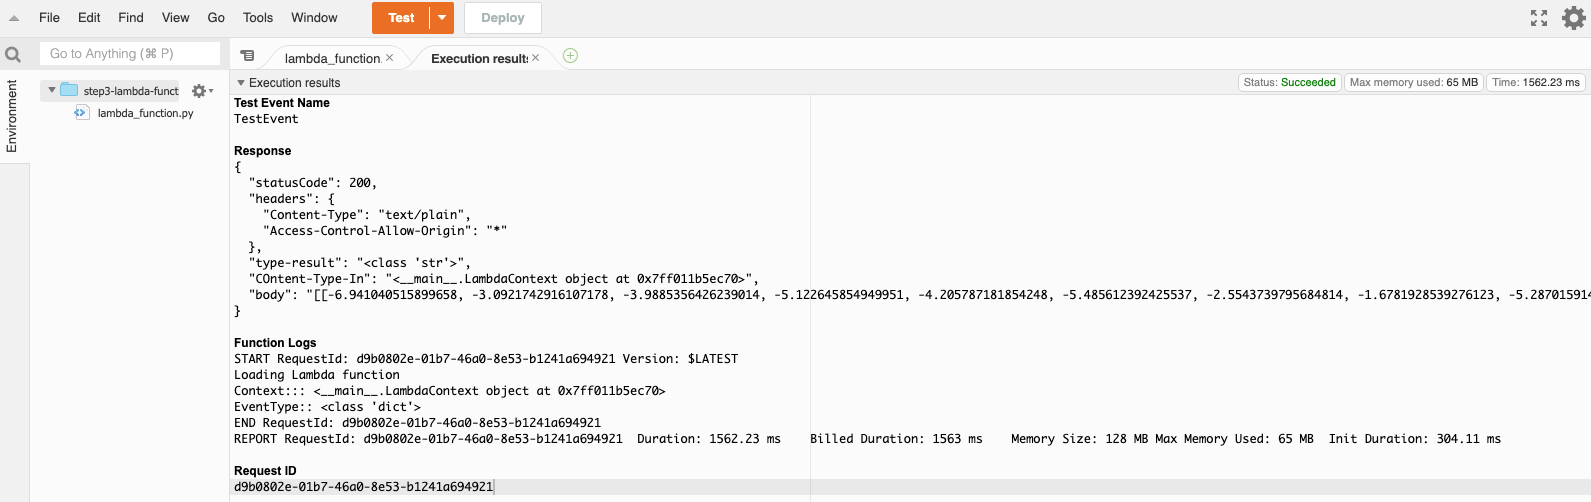 File Edit Find View Go Tools Window Test Deploy
Go to Anything (⌘ P)
lambda_function. × Execution results ×
Environment
step3-lambda-funct
lambda_function.py
Execution results
Status: Succeeded Max memory used: 65 MB Time: 1562.23 ms
Test Event Name
TestEvent
Response
{
"statusCode": 200,
"headers": {
"Content-Type": "text/plain",
"Access-Control-Allow-Origin": "*"
},
"type-result": "<class 'str'>",
"COntent-Type-In": "<__main__.LambdaContext object at 0x7ff011b5ec70>",
"body": "[[-6.941040515899658, -3.0921742916107178, -3.9885356426239014, -5.122645854949951, -4.205787181854248, -5.485612392425537, -2.5543739795684814, -1.6781928539276123, -5.287015914
}
Function Logs
START RequestId: d9b0802e-01b7-46a0-8e53-b1241a694921 Version: $LATEST
Loading Lambda function
Context::: <__main__.LambdaContext object at 0x7ff011b5ec70>
EventType:: <class 'dict'>
END RequestId: d9b0802e-01b7-46a0-8e53-b1241a694921
REPORT RequestId: d9b0802e-01b7-46a0-8e53-b1241a694921 Duration: 1562.23 ms Billed Duration: 1563 ms Memory Size: 128 MB Max Memory Used: 65 MB Init Duration: 304.11 ms
Request ID
d9b0802e-01b7-46a0-8e53-b1241a694921